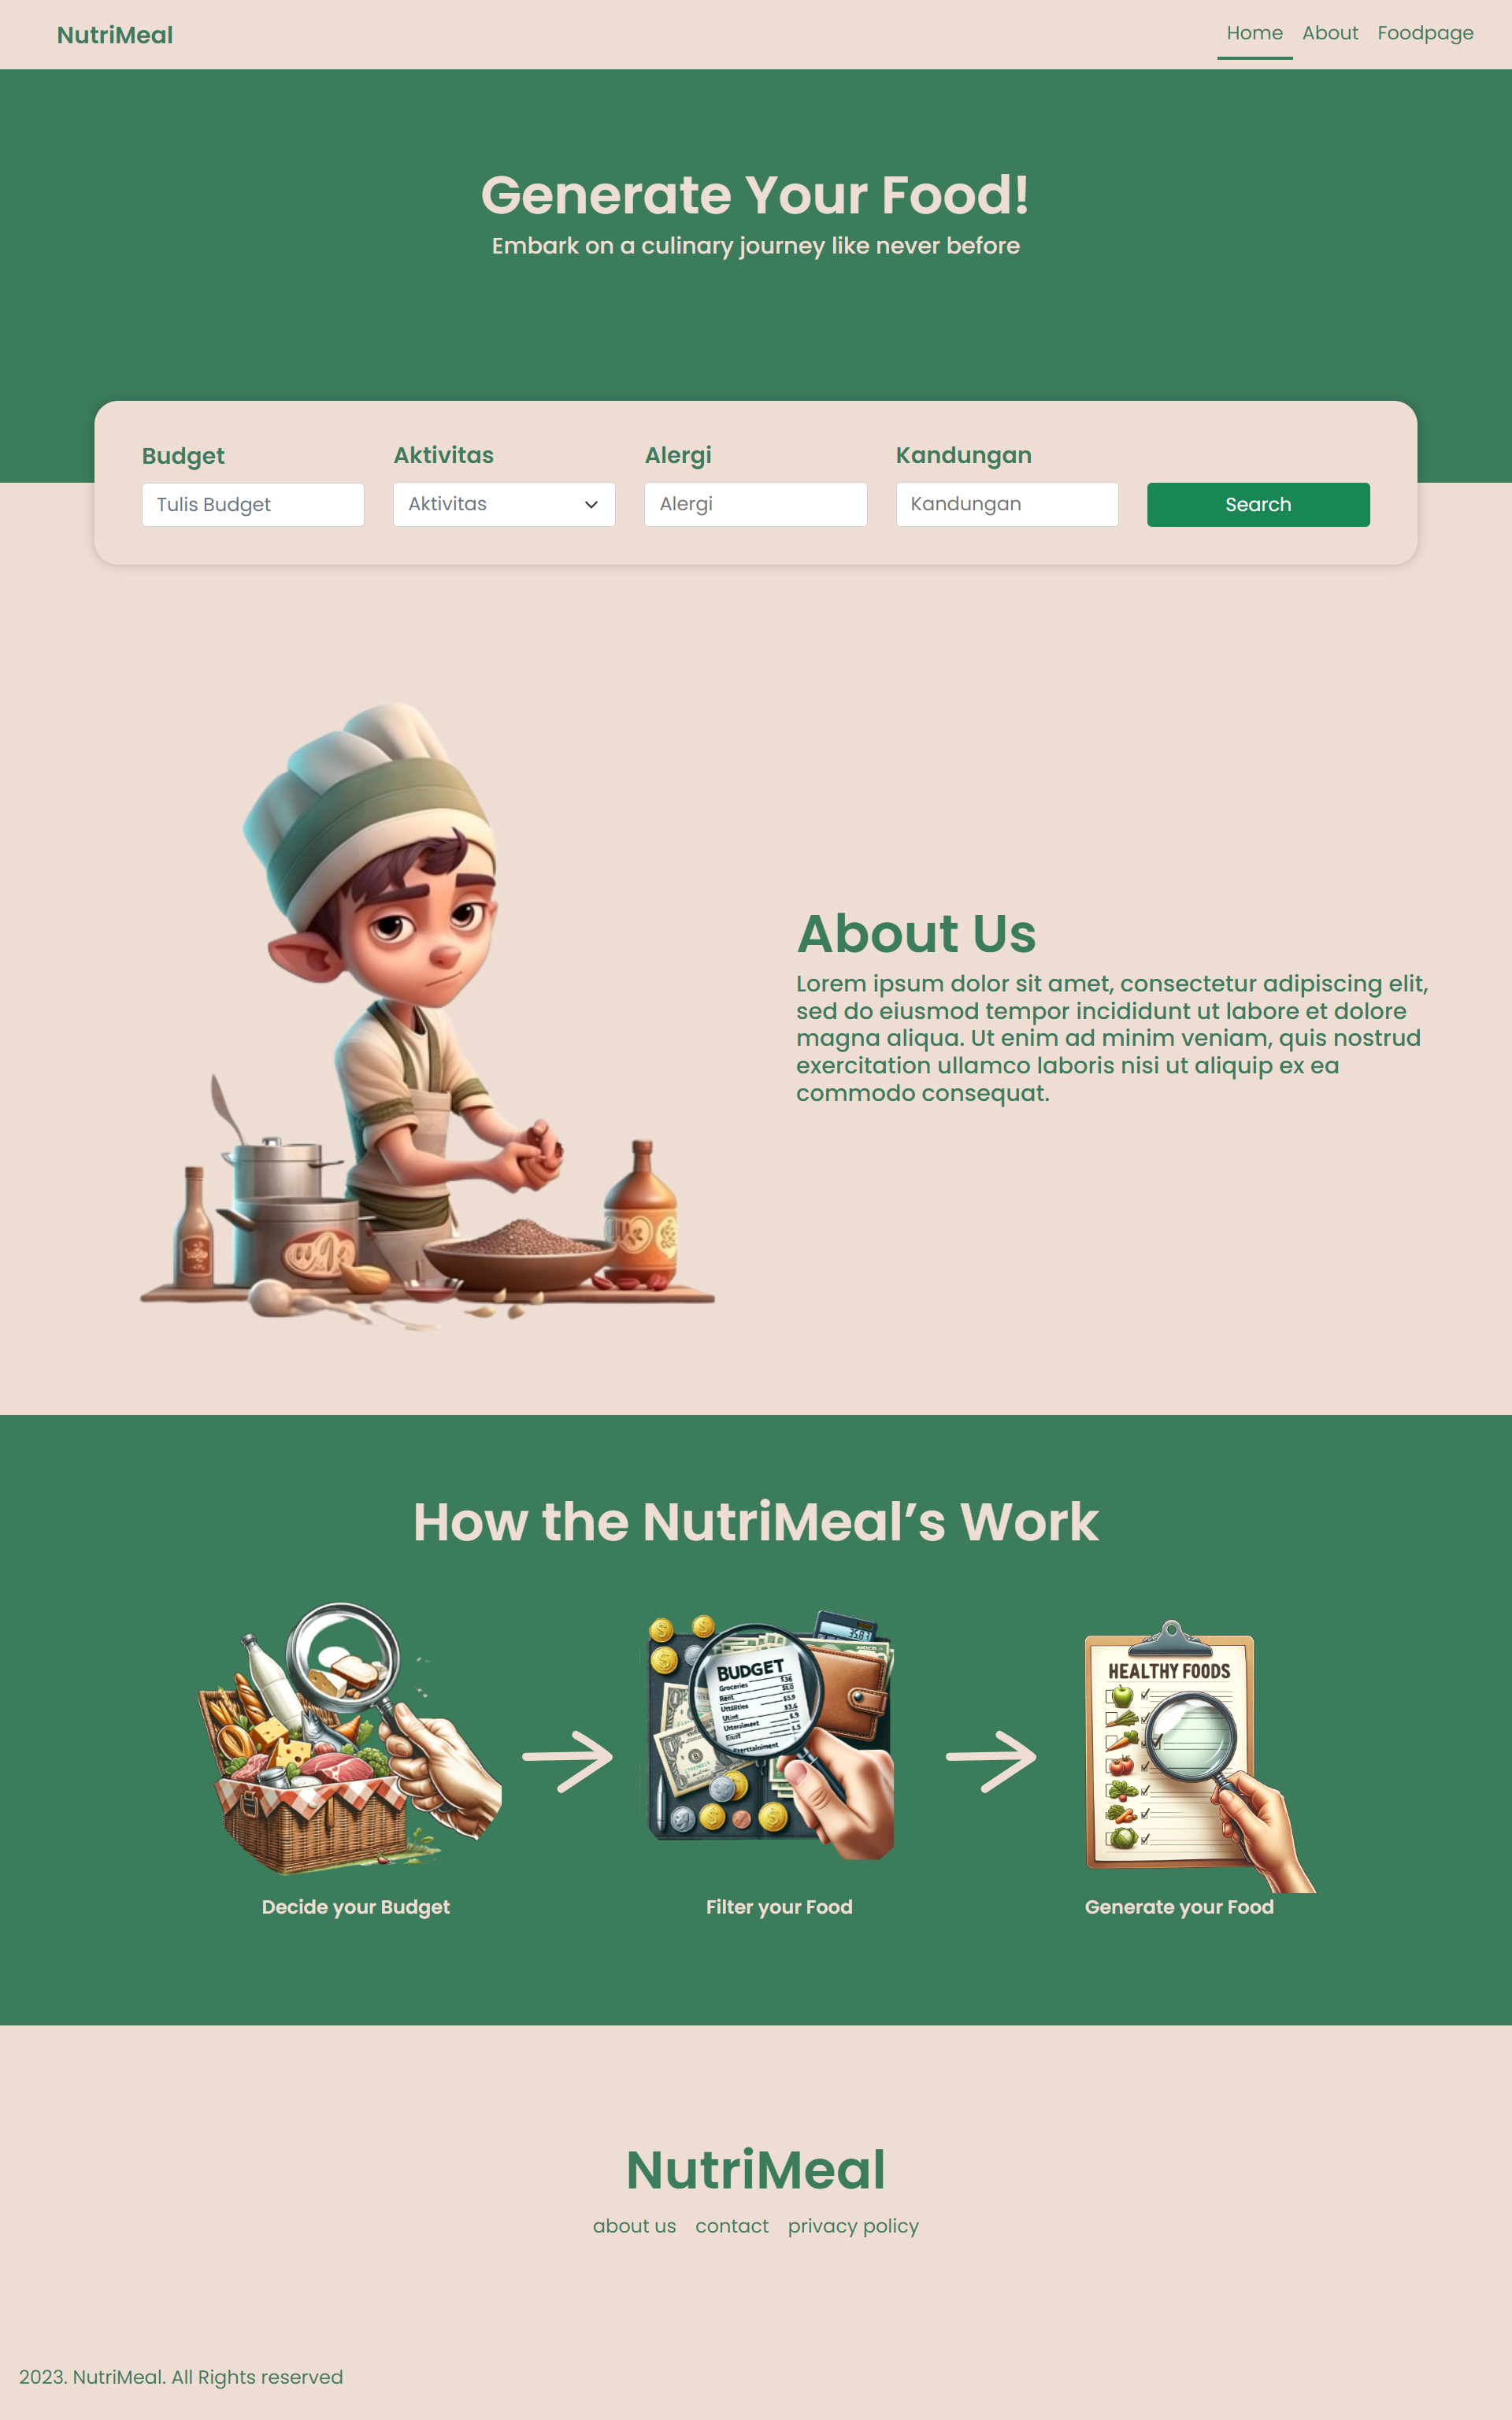 NutriMeal
Home About Foodpage
Generate Your Food!
Embark on a culinary journey like never before
Budget Aktivitas Alergi Kandungan
Tulis Budget Aktivitas Alergi Kandungan Search
About Us
Lorem ipsum dolor sit amet, consectetur adipiscing elit,
sed do eiusmod tempor incididunt ut labore et dolore
magna aliqua. Ut enim ad minim veniam, quis nostrud
exercitation ullamco laboris nisi ut aliquip ex ea
commodo consequat.
How the NutriMeal’s Work
BUDGET
Groceries
Rent
HEALTHY FOODS
Decide your Budget
Filter your Food
Generate your Food
NutriMeal
about us contact privacy policy
2023. NutriMeal. All Rights reserved